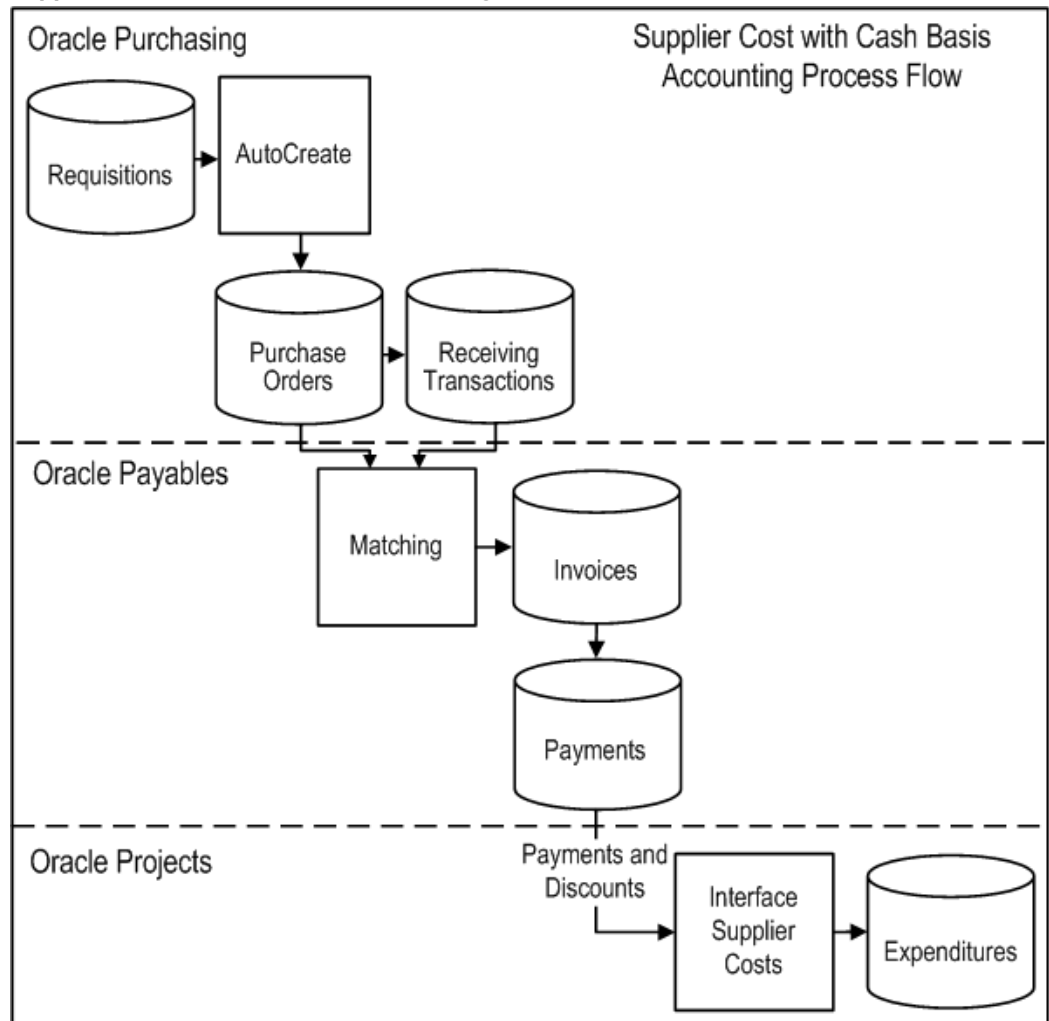 Oracle Purchasing
Supplier Cost with Cash Basis
Accounting Process Flow
Requisitions
AutoCreate
Purchase
Orders
Receiving
Transactions
Oracle Payables
Matching
Invoices
Payments
Oracle Projects
Payments and
Discounts
Interface
Supplier
Costs
Expenditures